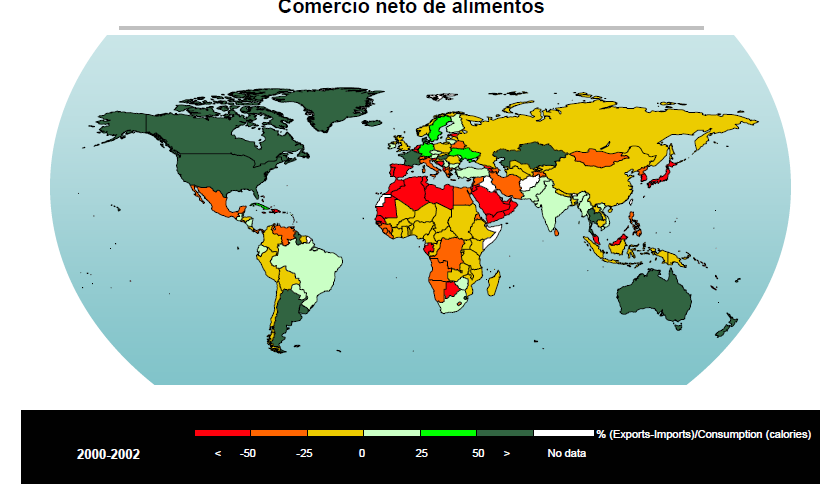 Comercio neto de alimentos
% (Exports-Imports)/Consumption (calories)
2000-2002
< -50 -25 0 25 50 > No data